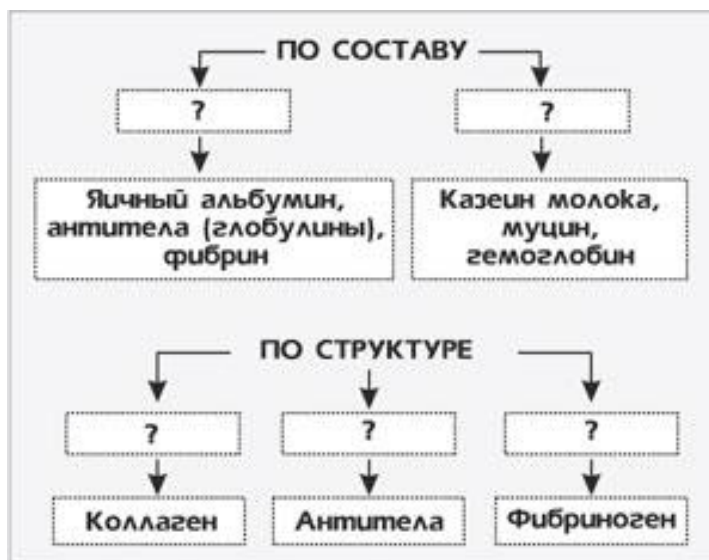 ПО СОСТАВУ
?
?
Яичный альбумин,
антитела (глобулины),
фибрин
Казеин молока,
муцин,
гемоглобин
ПО СТРУКТУРЕ
?
?
?
Коллаген
Антитела
Фибриноген